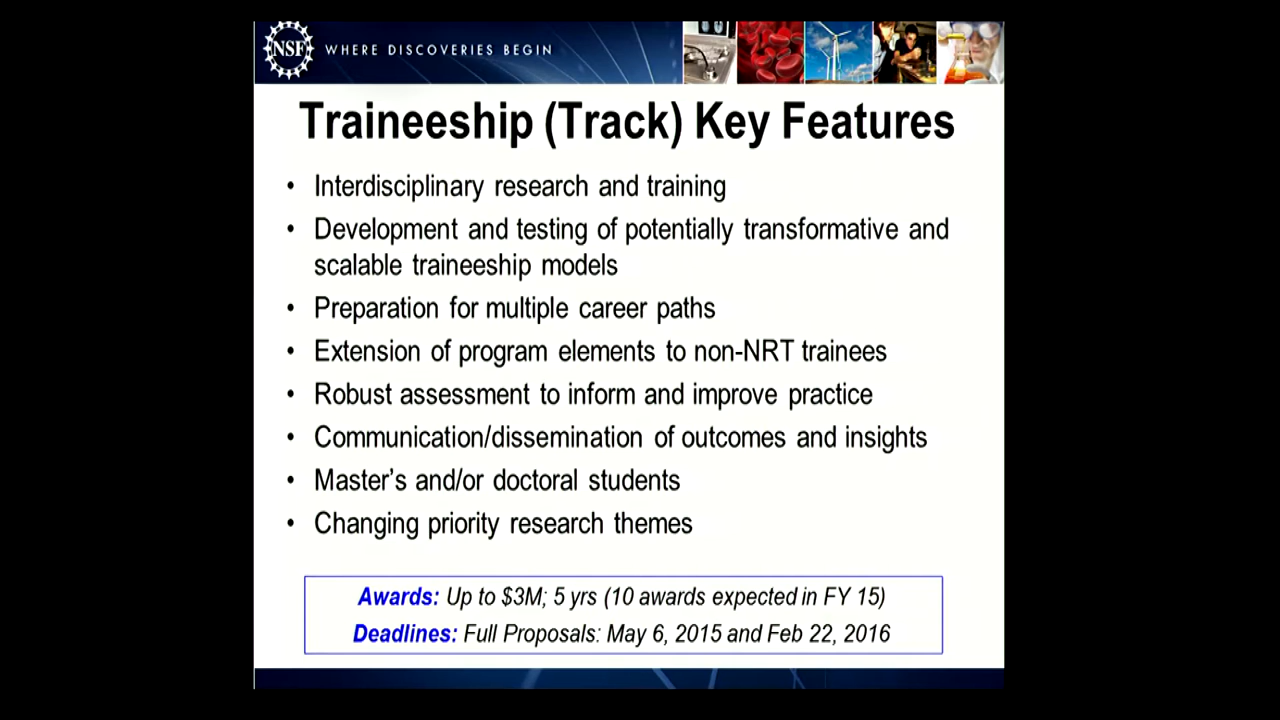 NSF
WHERE DISCOVERIES BEGIN
Traineeship (Track) Key Features
• Interdisciplinary research and training
• Development and testing of potentially transformative and
scalable traineeship models
• Preparation for multiple career paths
• Extension of program elements to non-NRT trainees
• Robust assessment to inform and improve practice
• Communication/dissemination of outcomes and insights
• Master’s and/or doctoral students
• Changing priority research themes
Awards: Up to $3M; 5 yrs (10 awards expected in FY 15)
Deadlines: Full Proposals: May 6, 2015 and Feb 22, 2016